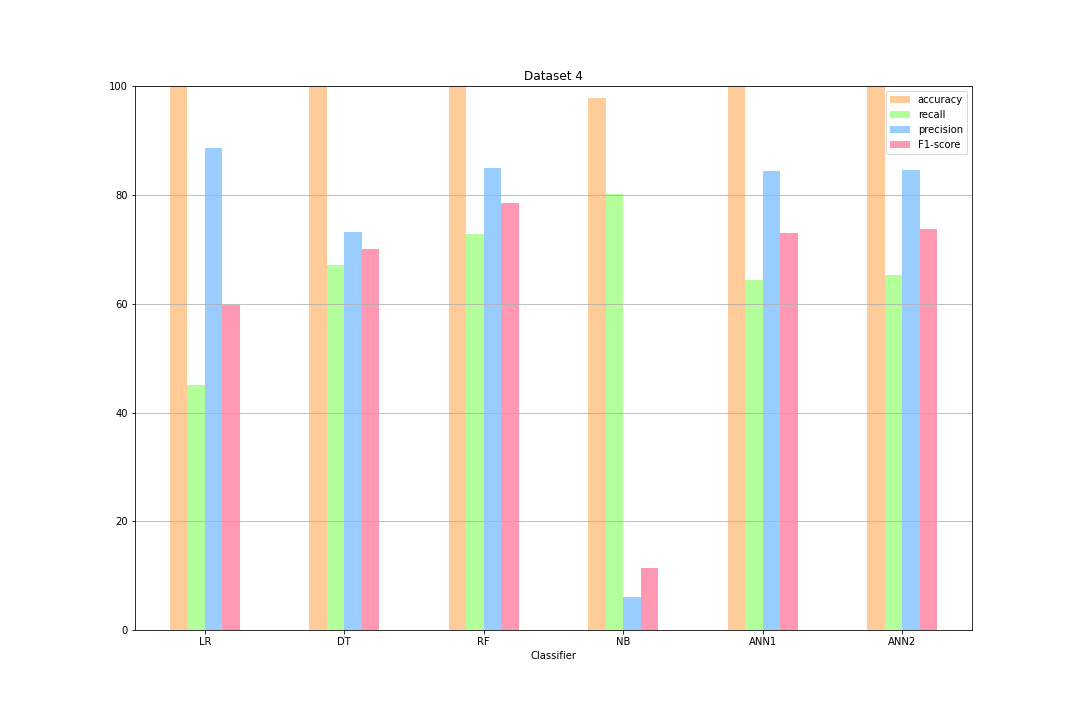 Dataset 4
100
80
60
40
20
0
accuracy
recall
precision
F1-score
LR DT RF NB ANN1 ANN2
Classifier